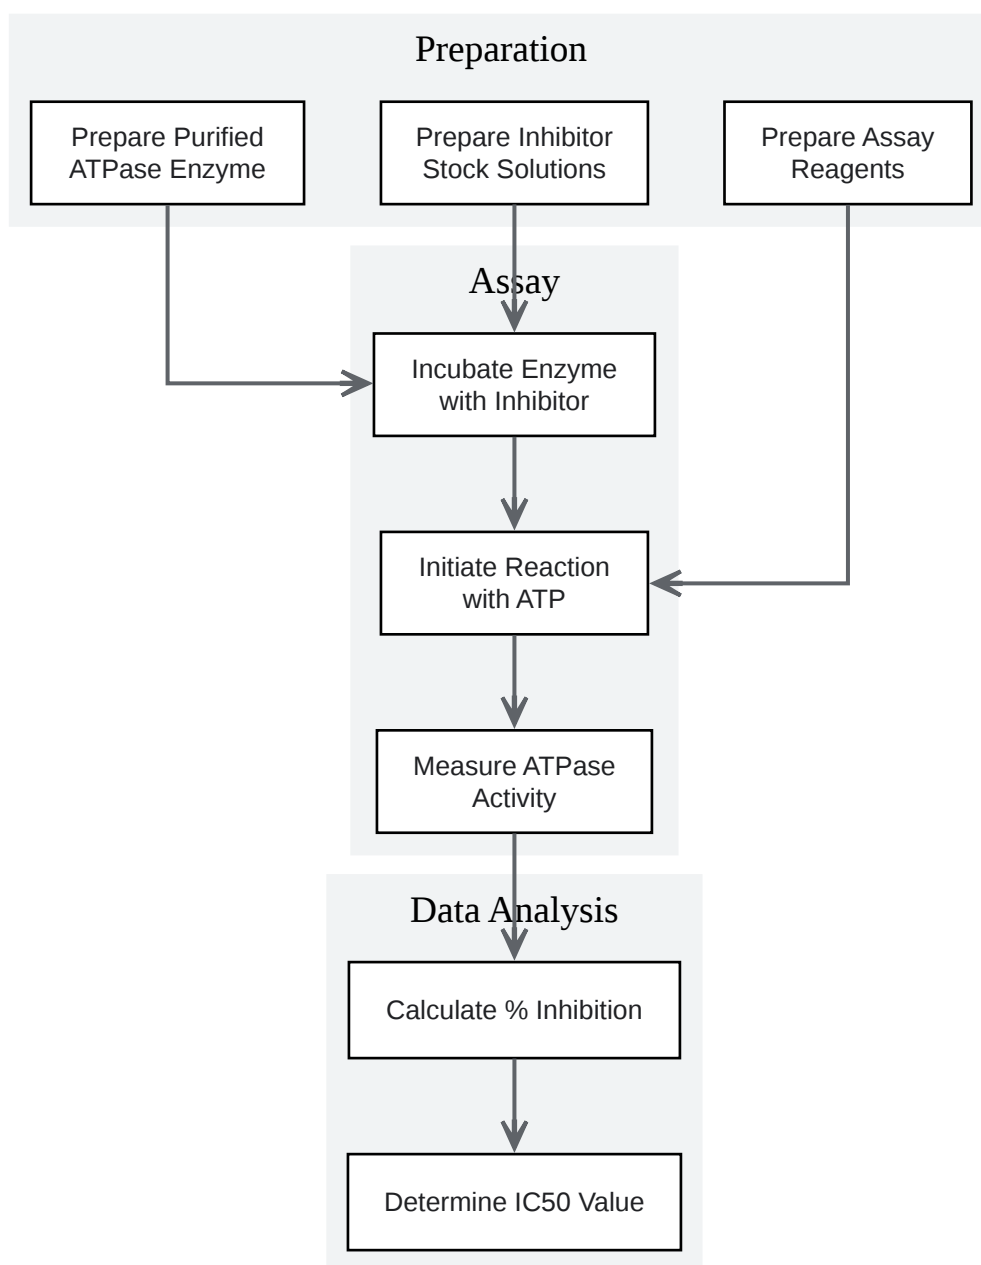 Preparation
Prepare Purified
ATPase Enzyme
Prepare Inhibitor
Stock Solutions
Prepare Assay
Reagents
Assay
Incubate Enzyme
with Inhibitor
Initiate Reaction
with ATP
Measure ATPase
Activity
Data Analysis
Calculate % Inhibition
Determine IC50 Value